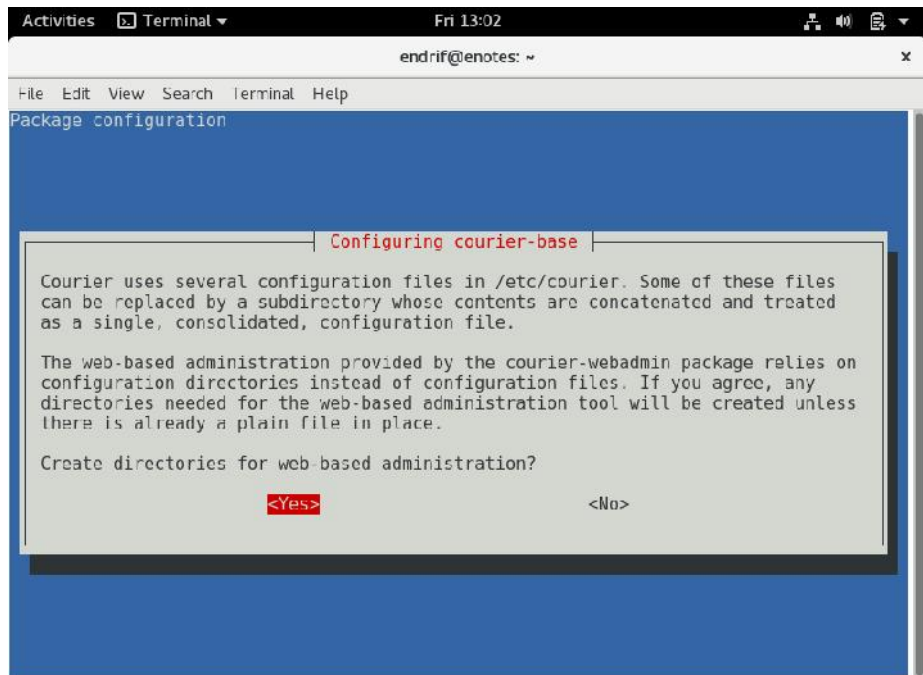 Activities Terminal Fri 13:02
endrif@enotes: ~ x
File Edit View Search Terminal Help
Package configuration
Configuring courier-base
Courier uses several configuration files in /etc/courier. Some of these files
can be replaced by a subdirectory whose contents are concatenated and treated
as a single, consolidated, configuration file.
The web-based administration provided by the courier-webadmin package relies on
configuration directories instead of configuration files. If you agree, any
directories needed for the web-based administration tool will be created unless
there is already a plain file in place.
Create directories for web-based administration?
<Yes> <No>